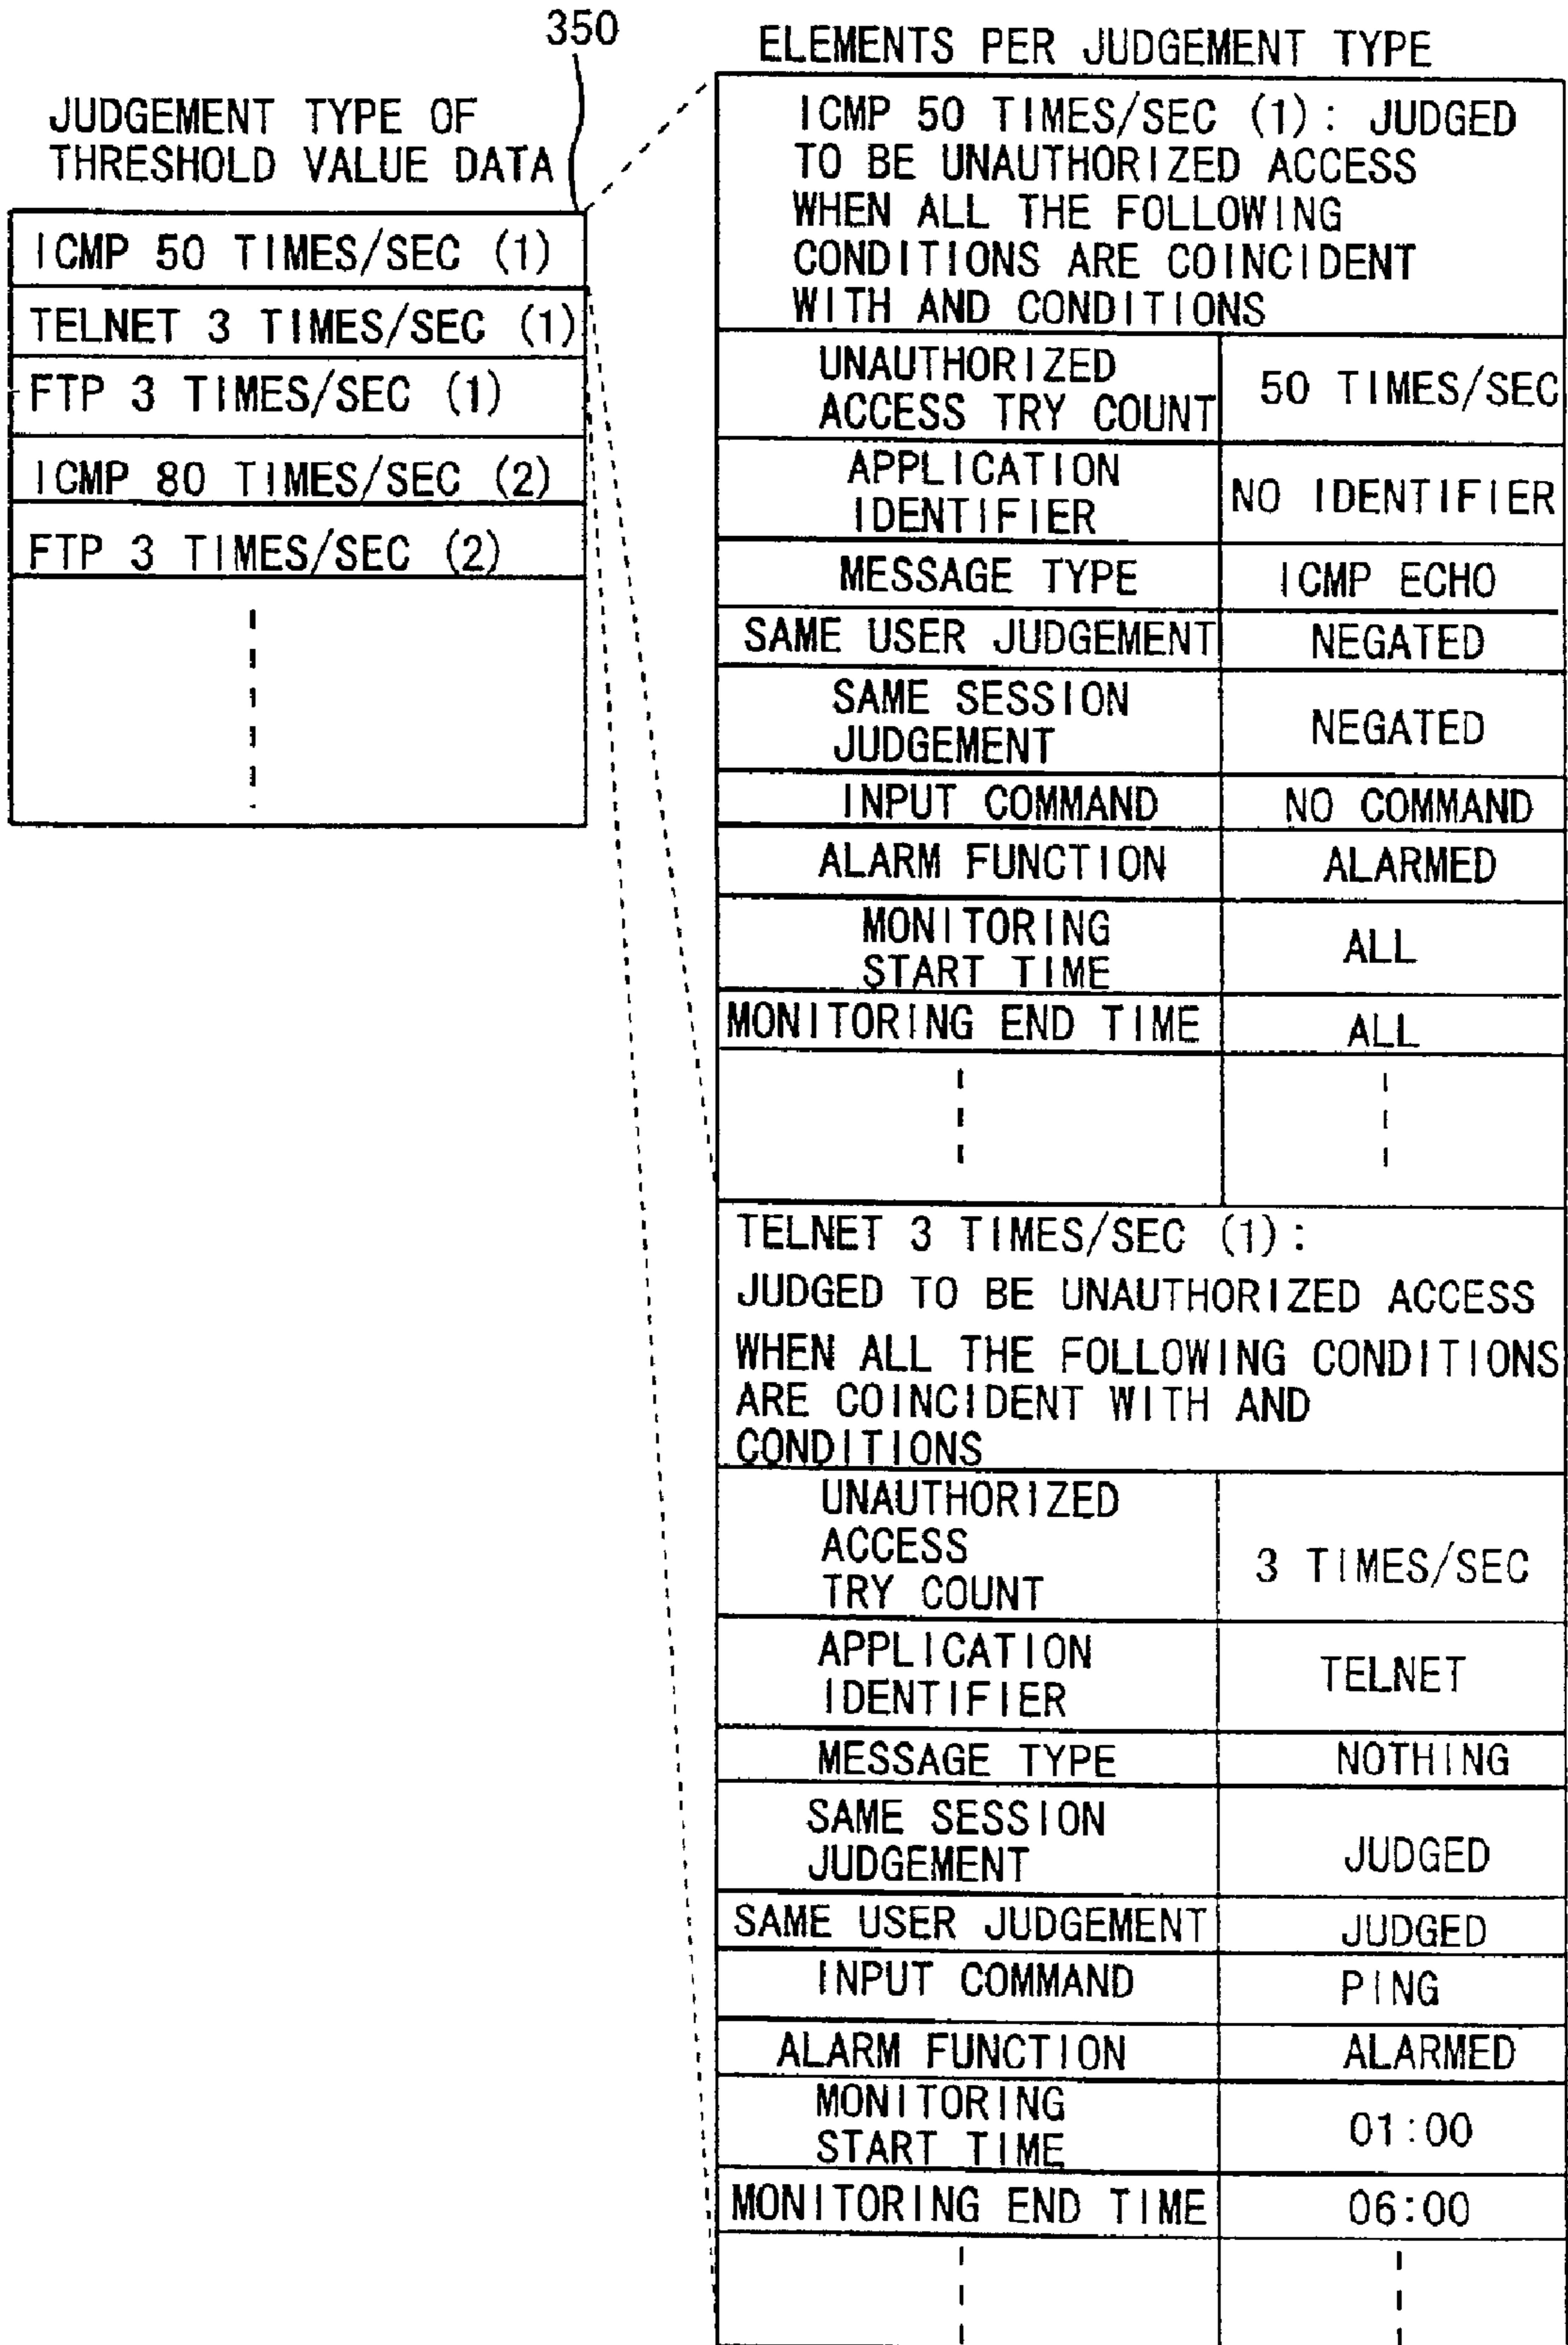 350
JUDGEMENT TYPE OF
THRESHOLD VALUE DATA
ICMP 50 TIMES/SEC (1)
TELNET 3 TIMES/SEC (1)
FTP 3 TIMES/SEC (1)
ICMP 80 TIMES/SEC (2)
FTP 3 TIMES/SEC (2)
ELEMENTS PER JUDGEMENT TYPE
ICMP 50 TIMES/SEC (1): JUDGED
TO BE UNAUTHORIZED ACCESS
WHEN ALL THE FOLLOWING
CONDITIONS ARE COINCIDENT
WITH AND CONDITIONS
UNAUTHORIZED
ACCESS TRY COUNT
50 TIMES/SEC
APPLICATION
IDENTIFIER
NO IDENTIFIER
MESSAGE TYPE
ICMP ECHO
SAME USER JUDGEMENT
NEGATED
SAME SESSION
JUDGEMENT
NEGATED
INPUT COMMAND
NO COMMAND
ALARM FUNCTION
ALARMED
MONITORING
START TIME
ALL
MONITORING END TIME
ALL
TELNET 3 TIMES/SEC (1):
JUDGED TO BE UNAUTHORIZED ACCESS
WHEN ALL THE FOLLOWING CONDITIONS
ARE COINCIDENT WITH AND
CONDITIONS
UNAUTHORIZED
ACCESS
TRY COUNT
3 TIMES/SEC
APPLICATION
IDENTIFIER
TELNET
MESSAGE TYPE
NOTHING
SAME SESSION
JUDGEMENT
JUDGED
SAME USER JUDGEMENT
JUDGED
INPUT COMMAND
PING
ALARM FUNCTION
ALARMED
MONITORING
START TIME
01:00
MONITORING END TIME
06:00